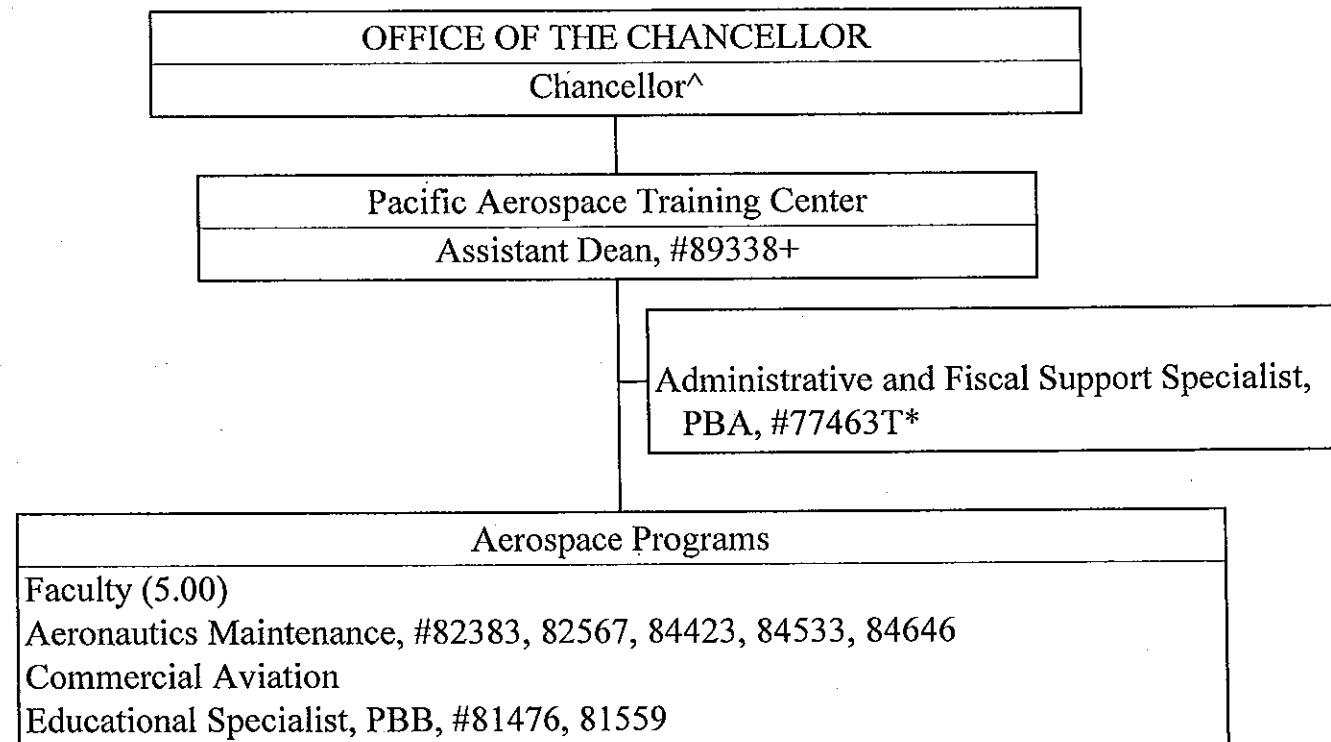 OFFICE OF THE CHANCELLOR
Chancellor^
Pacific Aerospace Training Center
Assistant Dean, #89338+
Administrative and Fiscal Support Specialist,
PBA, #77463T*
Aerospace Programs
Faculty (5.00)
Aeronautics Maintenance, #82383, 82567, 84423, 84533, 84646
Commercial Aviation
Educational Specialist, PBB, #81476, 81559